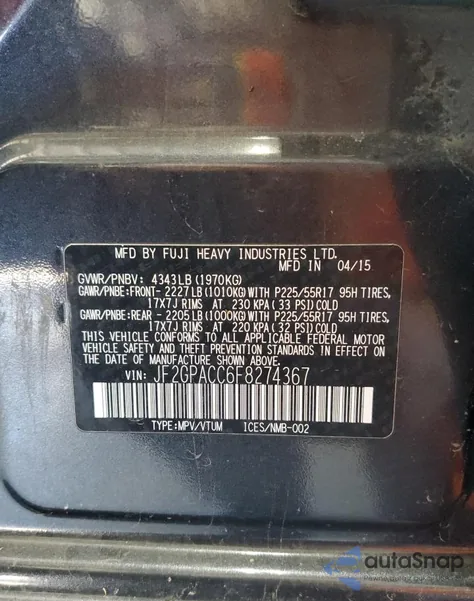 MFD BY FUJI HEAVY INDUSTRIES LTD.
MFD IN 04/15
GVWR/PNBV: 4343LB (1970KG)
GAWR/PNBE:FRONT- 2227LB (1010KG) WITH P225/55R17 95H TIRES,
17X7J RIMS AT 230 KPA (33 PSI) COLD
GAWR/PNBE:REAR - 2205LB (1000KG) WITH P225/55R17 95H TIRES,
17X7J RIMS AT 220 KPA (32 PSI) COLD
THIS VEHICLE CONFORMS TO ALL APPLICABLE FEDERAL MOTOR
VEHICLE SAFETY AND THEFT PREVENTION STANDARDS IN EFFECT ON THE
DATE OF MANUFACTURE SHOWN ABOVE.
VIN: JF2GPACC6F8274367
TYPE:MPV/VTUM ICES/NMB-002
autoSnap